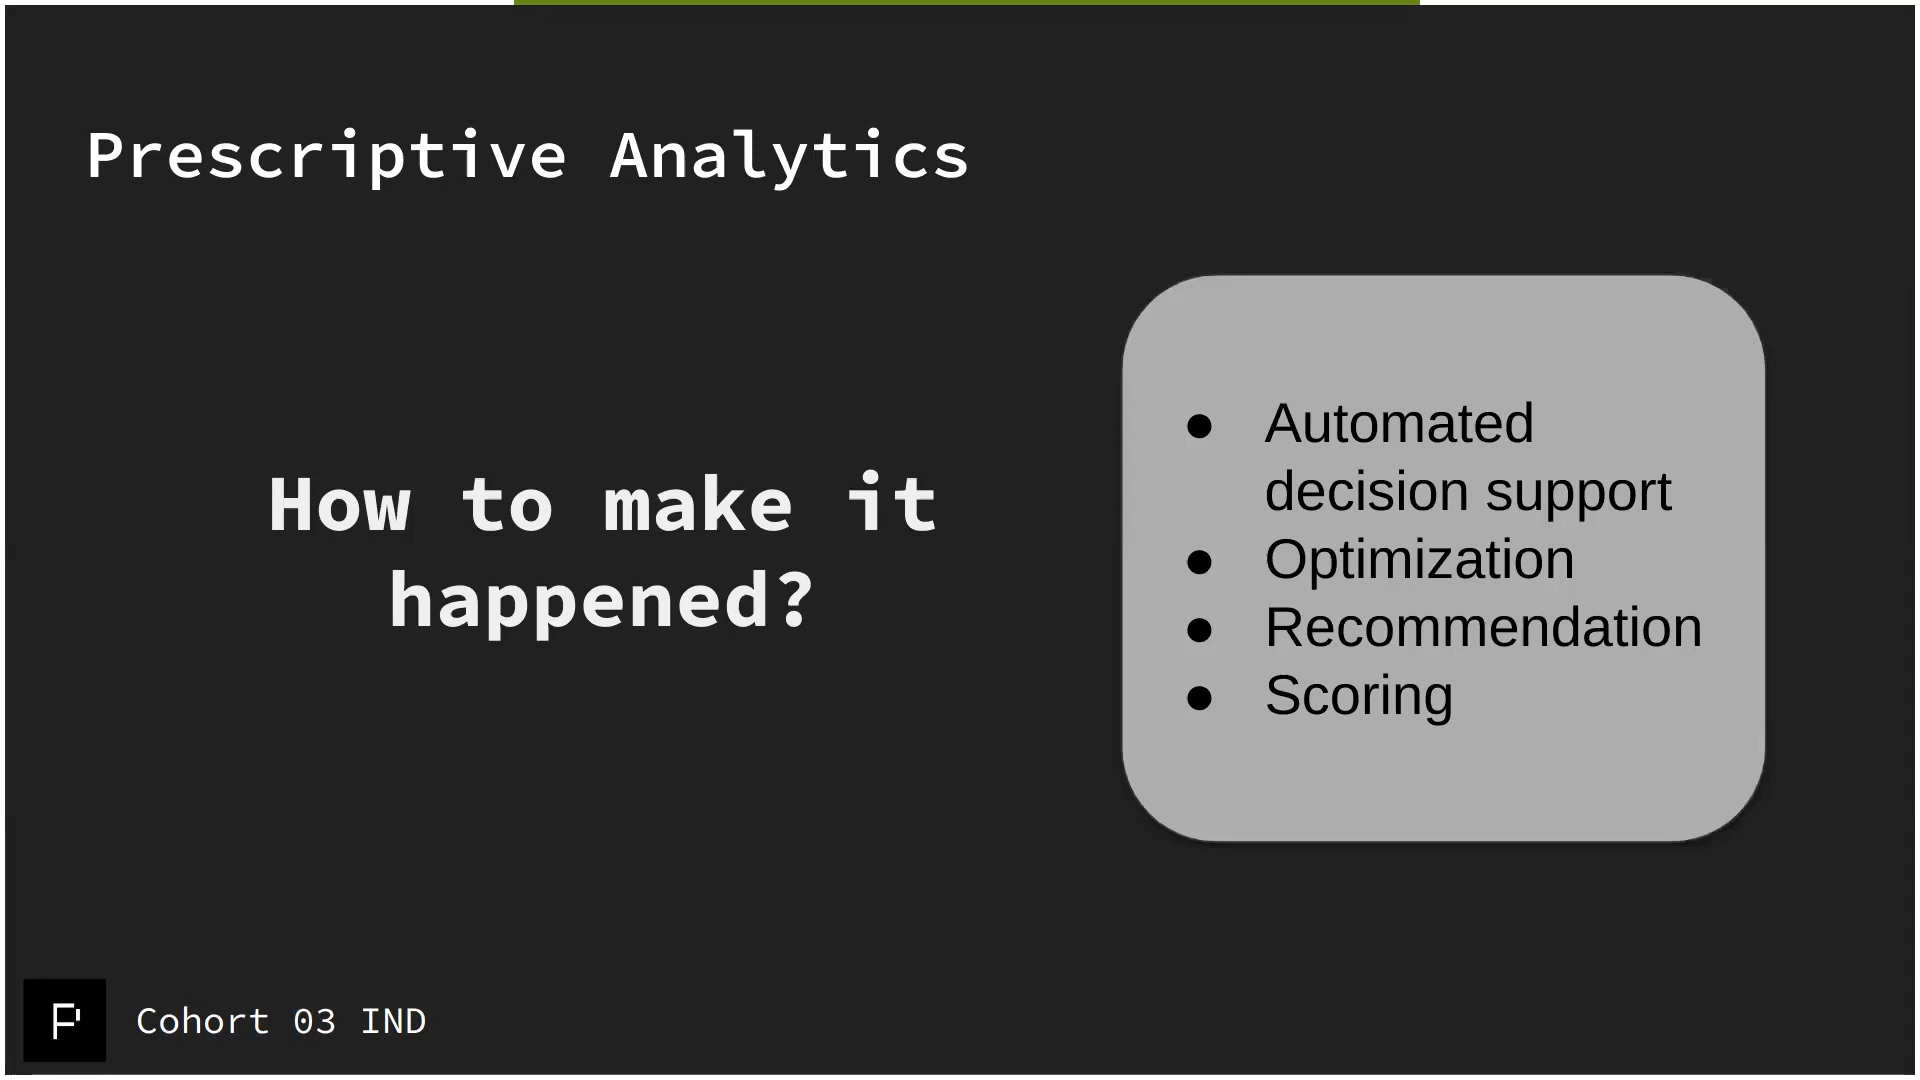 Prescriptive Analytics
How to make it
happened?
● Automated
decision support
● Optimization
● Recommendation
● Scoring
P
Cohort 03 IND